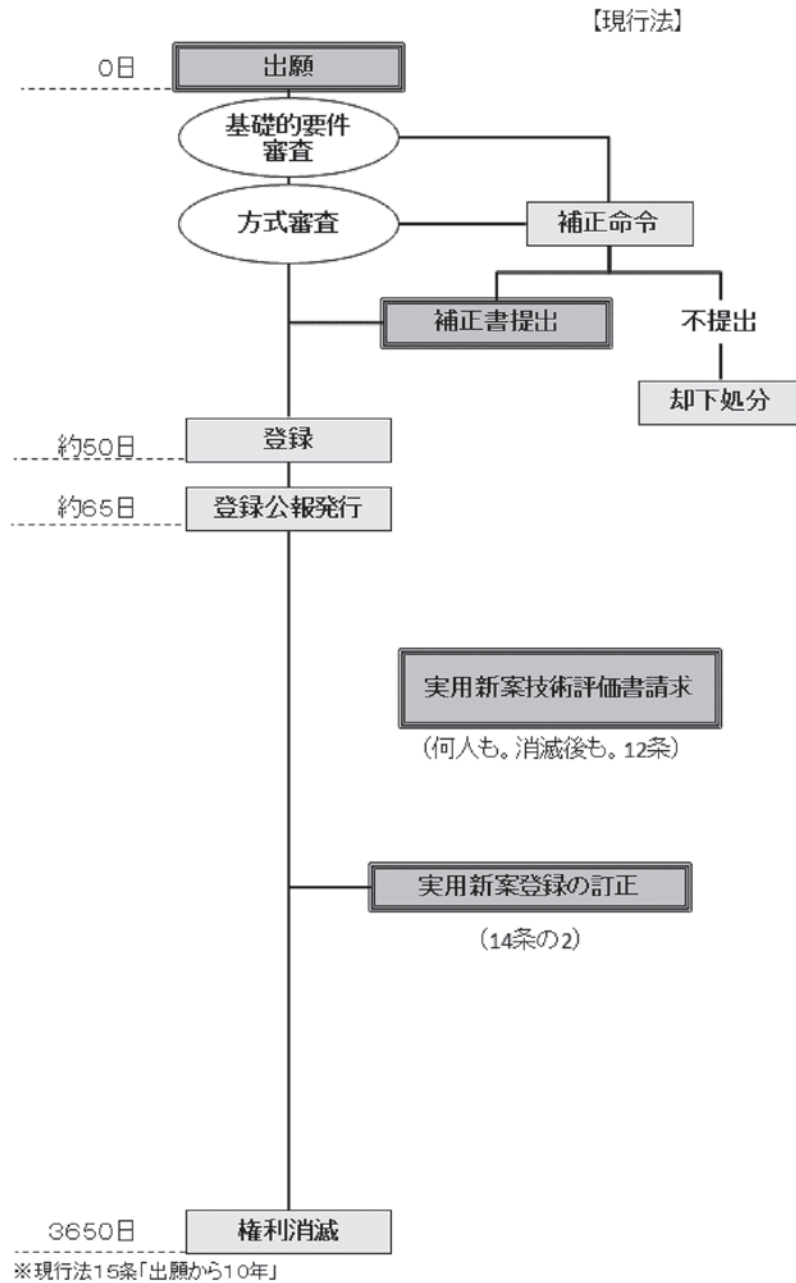 【現行法】
0日
出願
基礎的要件
審査
方式審査
補正命令
補正書提出
不提出
却下処分
約50日
登録
約65日
登録公報発行
実用新案技術評価書請求
（何人も。消滅後も。12条）
実用新案登録の訂正
（14条の2）
3650日
権利消滅
※現行法15条「出願から10年」